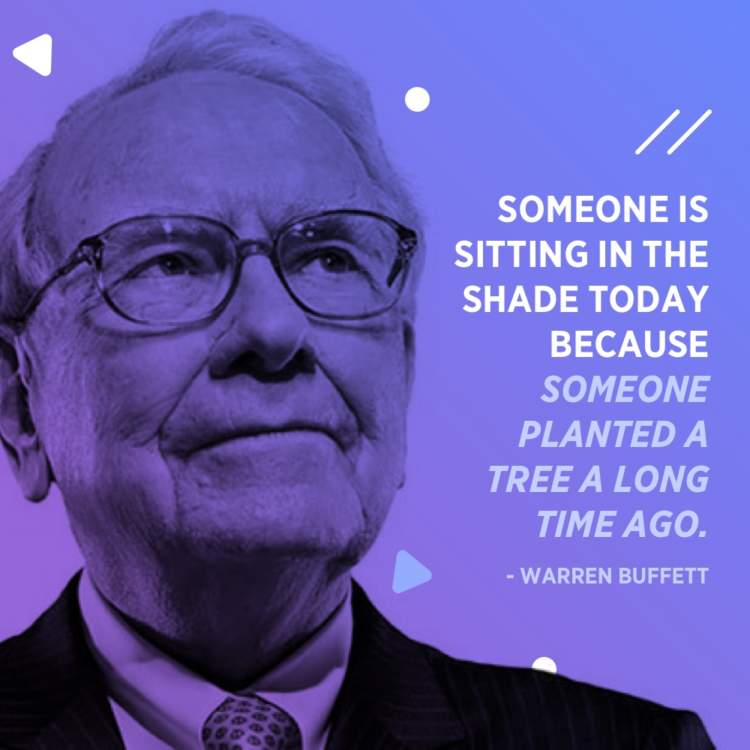 SOMEONE IS
SITTING IN THE
SHADE TODAY
BECAUSE
SOMEONE
PLANTED A
TREE A LONG
TIME AGO.
- WARREN BUFFETT